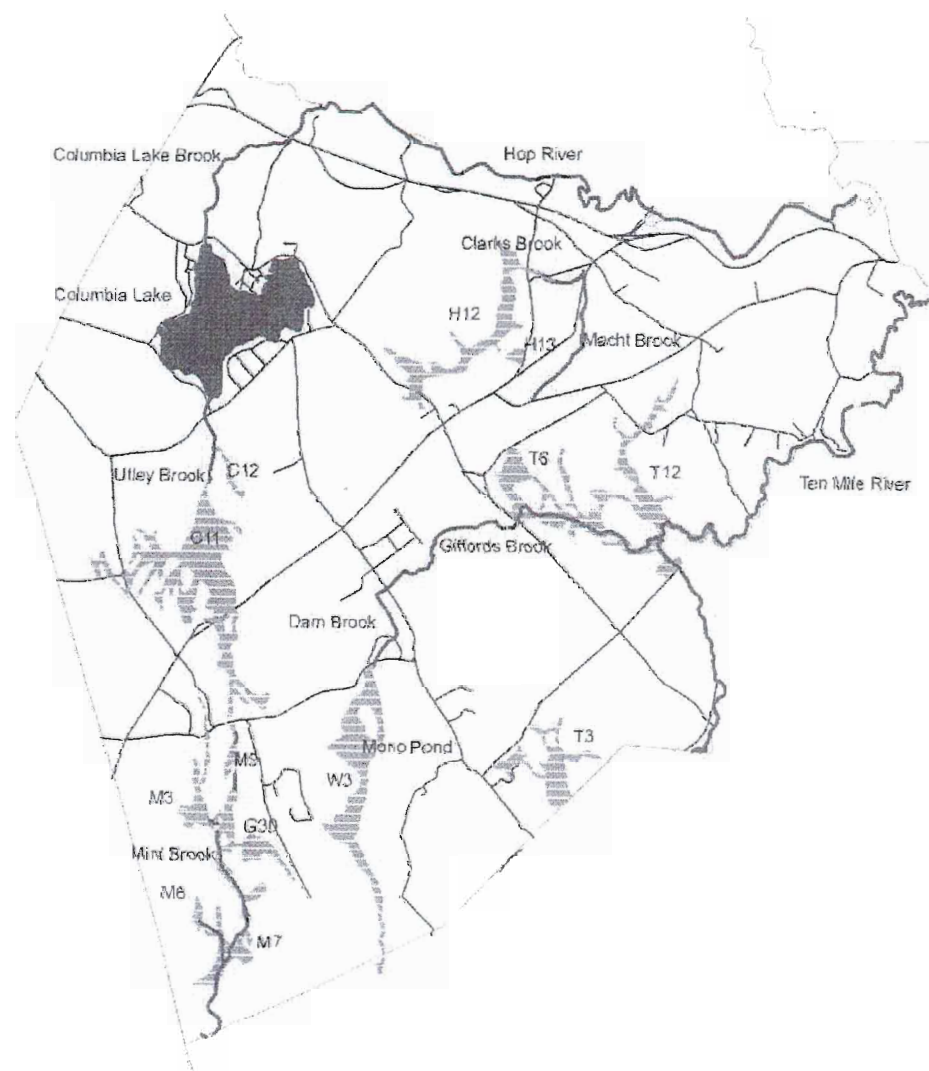 Columbia Lake Brook
Hop River
Clarks Brook
Columbia Lake
H12
H13
Macht Brook
Utley Brook
C12
T6
T12
Ten Mile River
C11
Giffords Brook
Dam Brook
T3
Mono Pond
M5
W3
M3
G30
Mint Brook
M6
M7